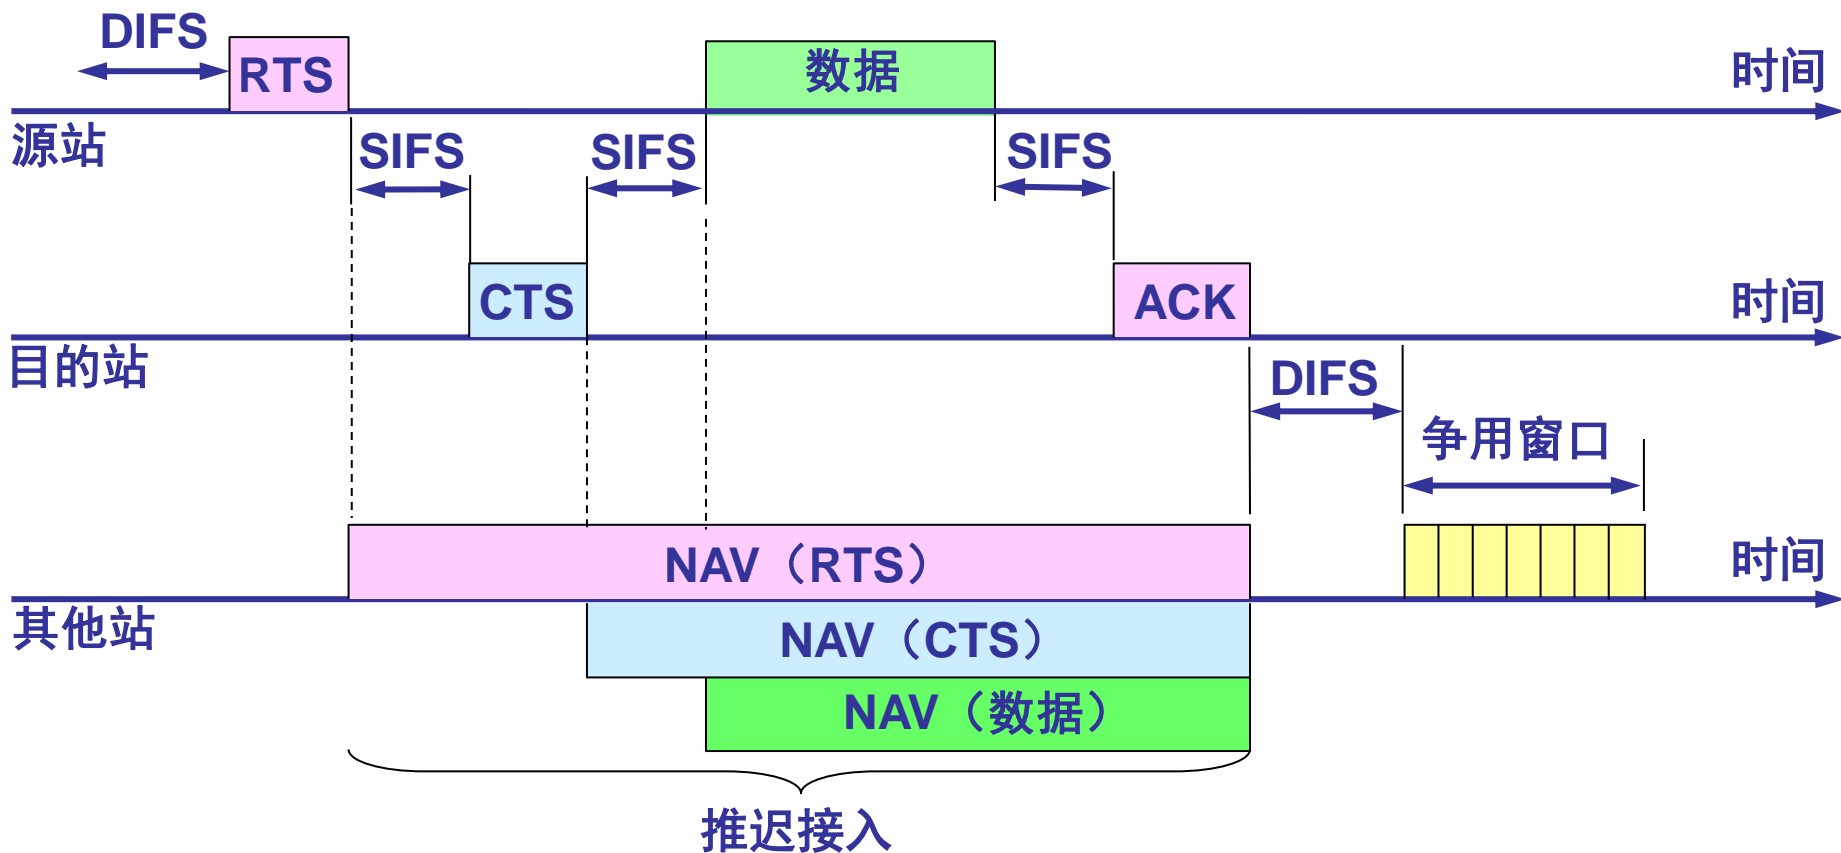 DIFS
RTS
数据
时间
源站
SIFS
SIFS
SIFS
CTS
ACK
时间
目的站
DIFS
争用窗口
NAV（RTS）
时间
其他站
NAV（CTS）
NAV（数据）
推迟接入